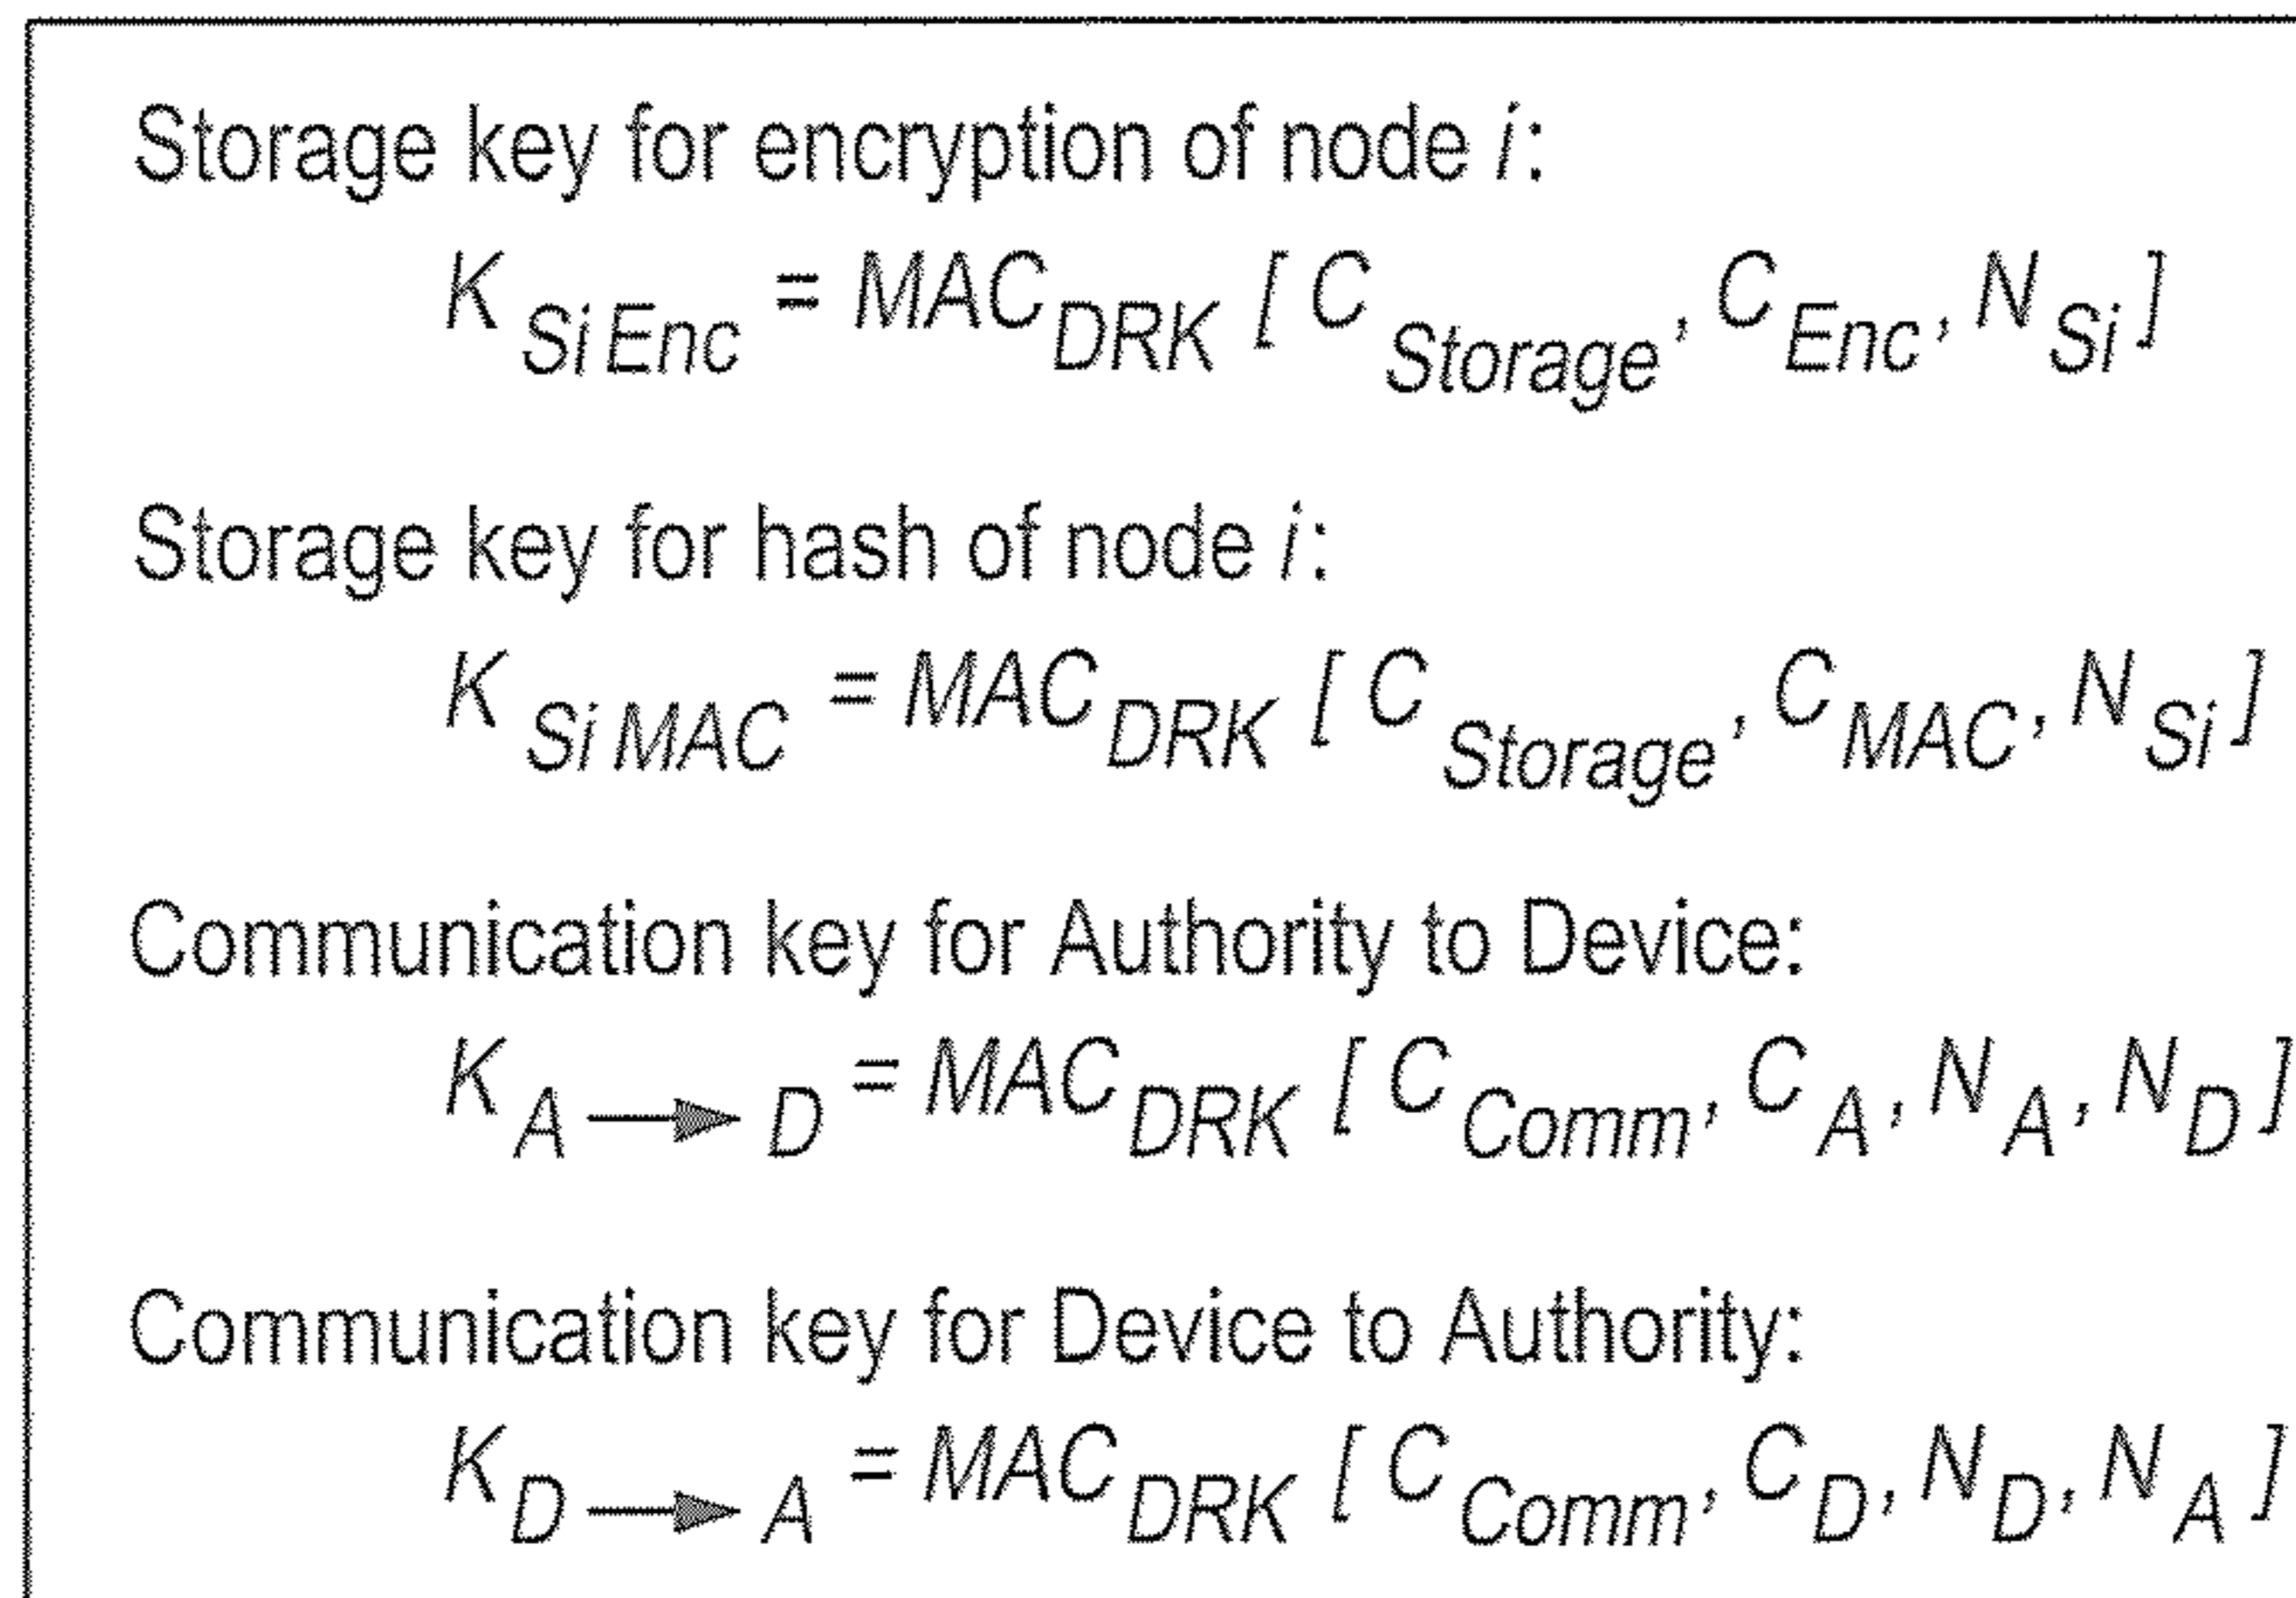 Storage key for encryption of node i:
K Si Enc = MAC DRK [ C Storage, C Enc, N Si ]
Storage key for hash of node i:
K Si MAC = MAC DRK [ C Storage, C MAC, N Si ]
Communication key for Authority to Device:
K A → D = MAC DRK [ C Comm, C A, N A, N D ]
Communication key for Device to Authority:
K D → A = MAC DRK [ C Comm, C D, N D, N A ]